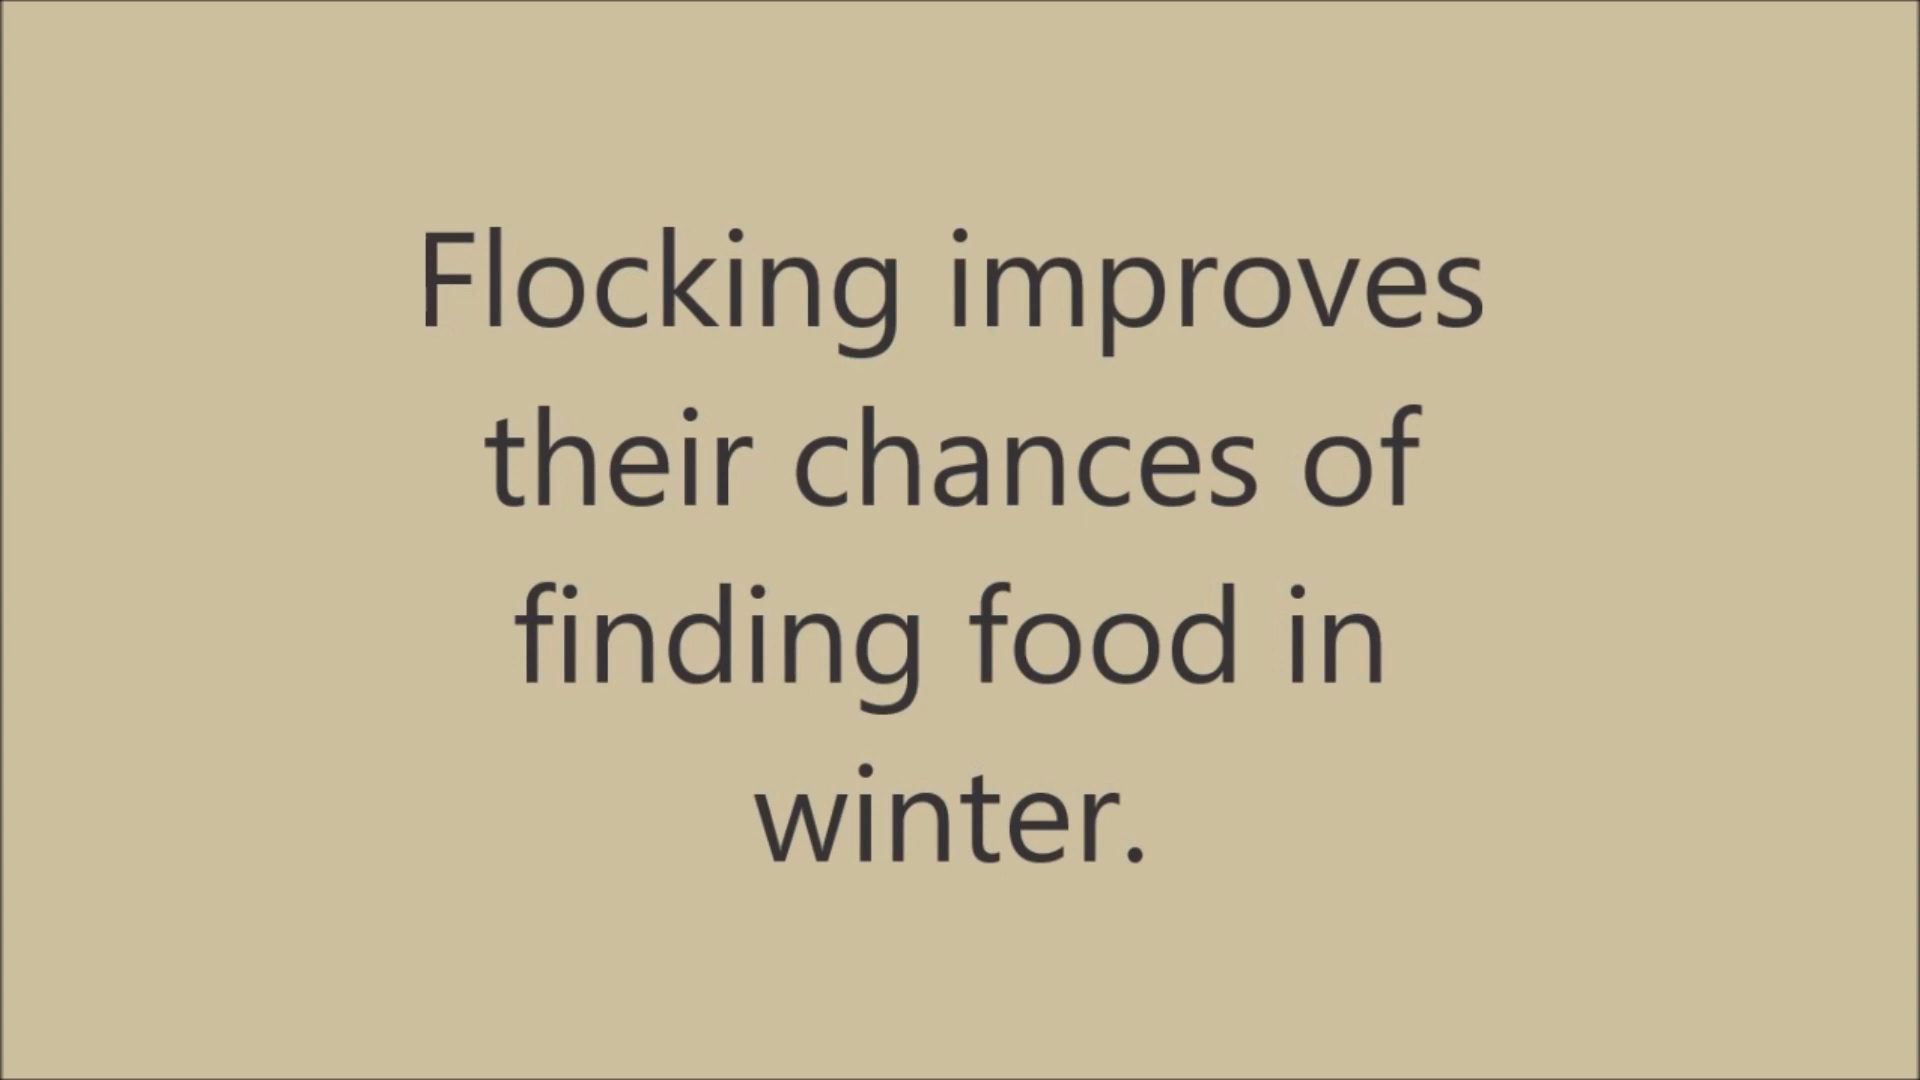 Flocking improves
their chances of
finding food in
winter.